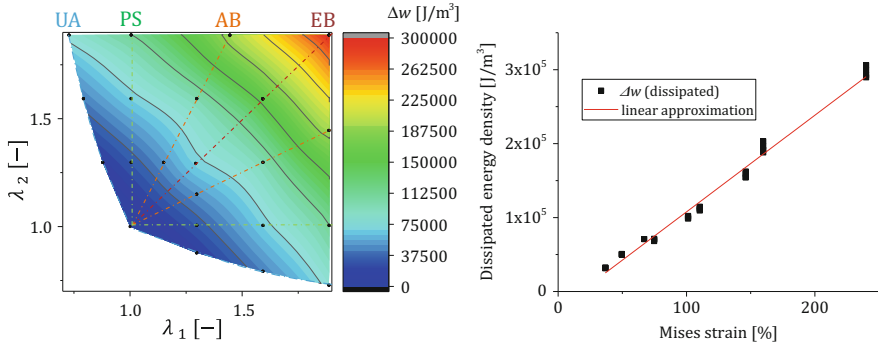 UA PS AB EB
Δw [J/m³]
300000
262500
225000
187500
150000
112500
75000
37500
0
1.5
1.0
λ 2 [–]
1.0 1.5
λ 1 [–]
Dissipated energy density [J/m³]
3x10⁵
2x10⁵
1x10⁵
0
Δw (dissipated)
linear approximation
0 100 200
Mises strain [%]